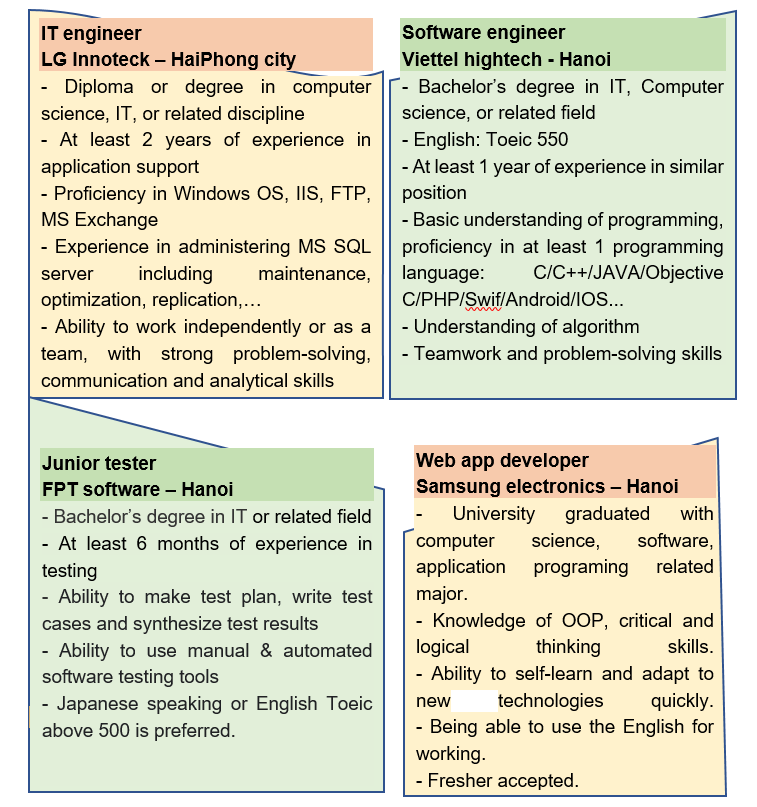 IT engineer
LG Innoteck – HaiPhong city
- Diploma or degree in computer
science, IT, or related discipline
- At least 2 years of experience in
application support
- Proficiency in Windows OS, IIS, FTP,
MS Exchange
- Experience in administering MS SQL
server including maintenance,
optimization, replication,…
- Ability to work independently or as a
team, with strong problem-solving,
communication and analytical skills
Software engineer
Viettel hightech - Hanoi
- Bachelor’s degree in IT, Computer
science, or related field
- English: Toeic 550
- At least 1 year of experience in similar
position
- Basic understanding of programming,
proficiency in at least 1 programming
language: C/C++/JAVA/Objective
C/PHP/Swif/Android/IOS...
- Understanding of algorithm
- Teamwork and problem-solving skills
Junior tester
FPT software – Hanoi
- Bachelor’s degree in IT or related field
- At least 6 months of experience in
testing
- Ability to make test plan, write test
cases and synthesize test results
- Ability to use manual & automated
software testing tools
- Japanese speaking or English Toeic
above 500 is preferred.
Web app developer
Samsung electronics – Hanoi
- University graduated with
computer science, software,
application programing related
major.
- Knowledge of OOP, critical and
logical thinking skills.
- Ability to self-learn and adapt to
new technologies quickly.
- Being able to use the English for
working.
- Fresher accepted.